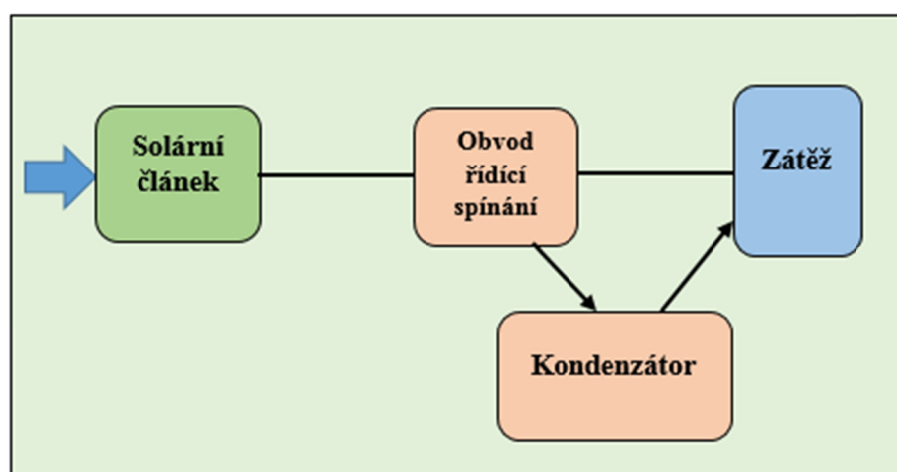 Solární
článek
Obvod
řídící
spínání
Zátěž
Kondenzátor